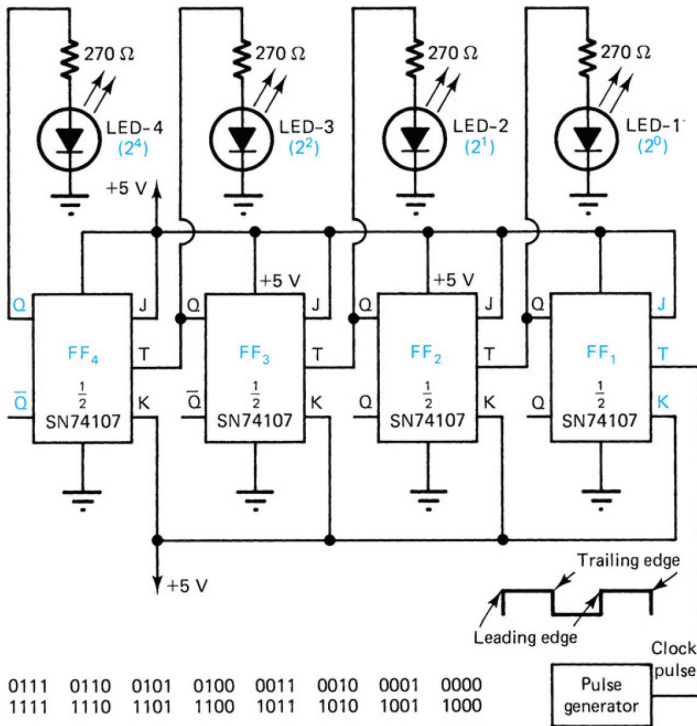 270 Ω 270 Ω 270 Ω 270 Ω
LED-4 LED-3 LED-2 LED-1
(2⁴) (2²) (2¹) (2⁰)
+5 V
+5 V +5 V
Q J Q J Q J Q J
FF₄ T FF₃ T FF₂ T FF₁ T
Q̅ ½ K Q̅ ½ K Q ½ K Q ½ K
SN74107 SN74107 SN74107 SN74107
+5 V
Trailing edge
Leading edge
Clock
pulse
Pulse
generator
0111 0110 0101 0100 0011 0010 0001 0000
1111 1110 1101 1100 1011 1010 1001 1000